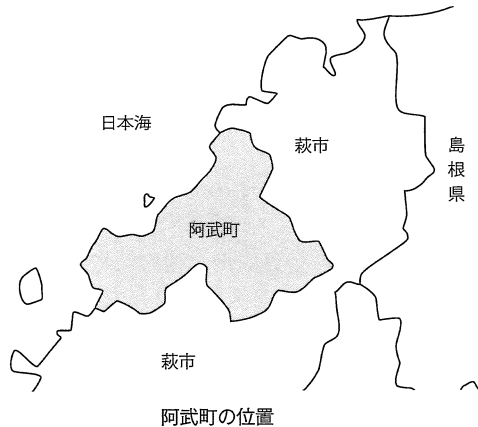 日本海
萩市
島根県
阿武町
萩市
阿武町の位置